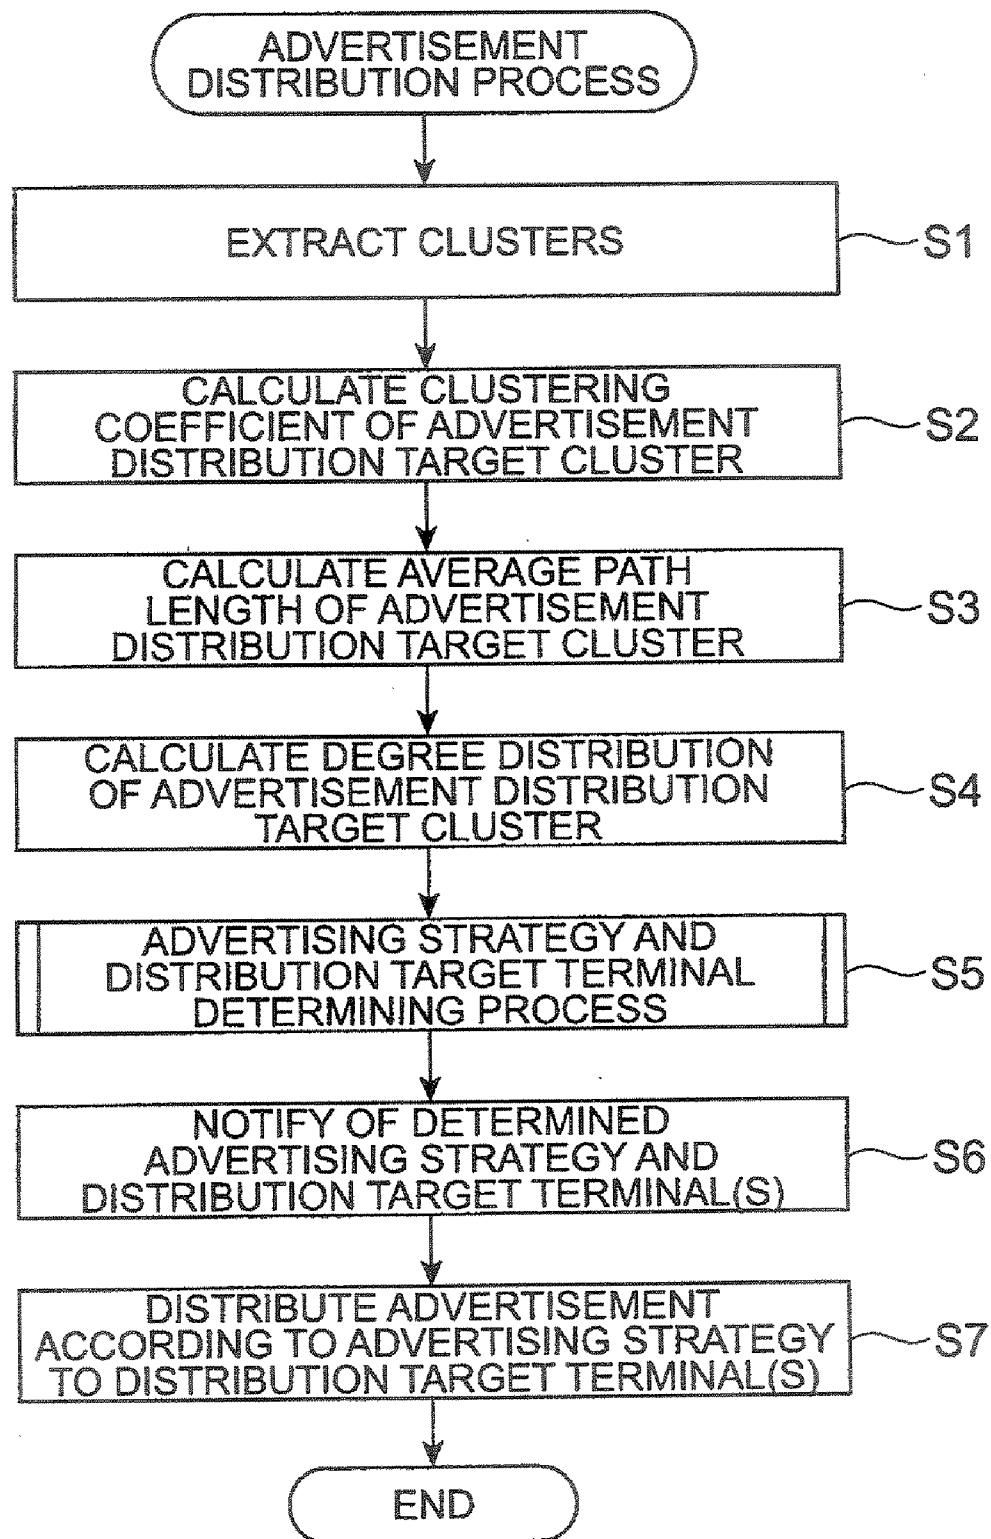 ADVERTISEMENT
DISTRIBUTION PROCESS
EXTRACT CLUSTERS
S1
CALCULATE CLUSTERING
COEFFICIENT OF ADVERTISEMENT
DISTRIBUTION TARGET CLUSTER
S2
CALCULATE AVERAGE PATH
LENGTH OF ADVERTISEMENT
DISTRIBUTION TARGET CLUSTER
S3
CALCULATE DEGREE DISTRIBUTION
OF ADVERTISEMENT DISTRIBUTION
TARGET CLUSTER
S4
ADVERTISING STRATEGY AND
DISTRIBUTION TARGET TERMINAL
DETERMINING PROCESS
S5
NOTIFY OF DETERMINED
ADVERTISING STRATEGY AND
DISTRIBUTION TARGET TERMINAL(S)
S6
DISTRIBUTE ADVERTISEMENT
ACCORDING TO ADVERTISING STRATEGY
TO DISTRIBUTION TARGET TERMINAL(S)
S7
END